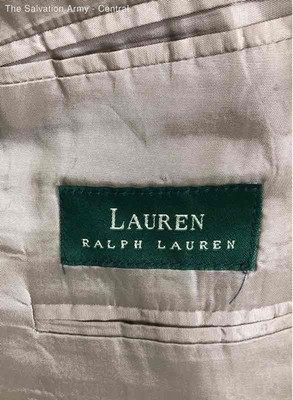 The Salvation Army - Central
LAUREN
RALPH LAUREN